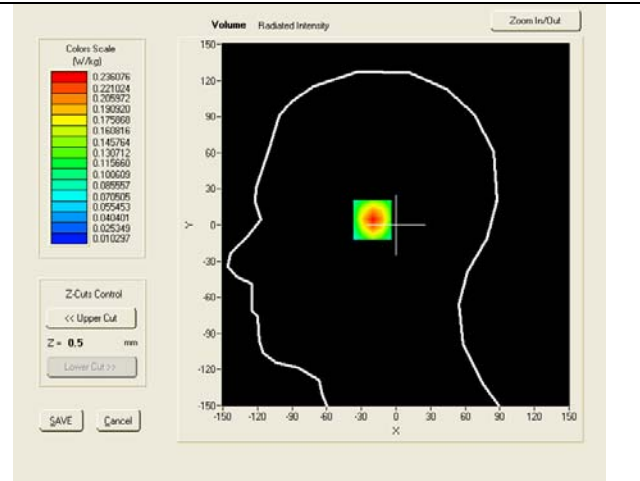 Volume Radiated Intensity
Zoom In/Out
Colors Scale
(W/kg)
0.236076
0.221024
0.205972
0.190920
0.175868
0.160816
0.145764
0.130712
0.115660
0.100609
0.085557
0.070505
0.055453
0.040401
0.025349
0.010297
Z-Cuts Control
<< Upper Cut
Z = 0.5 mm
Lower Cut >>
SAVE Cancel
150
120
90
60
30
0
-30
-60
-90
-120
-150
Y
-150 -120 -90 -60 -30 0 30 60 90 120 150
X